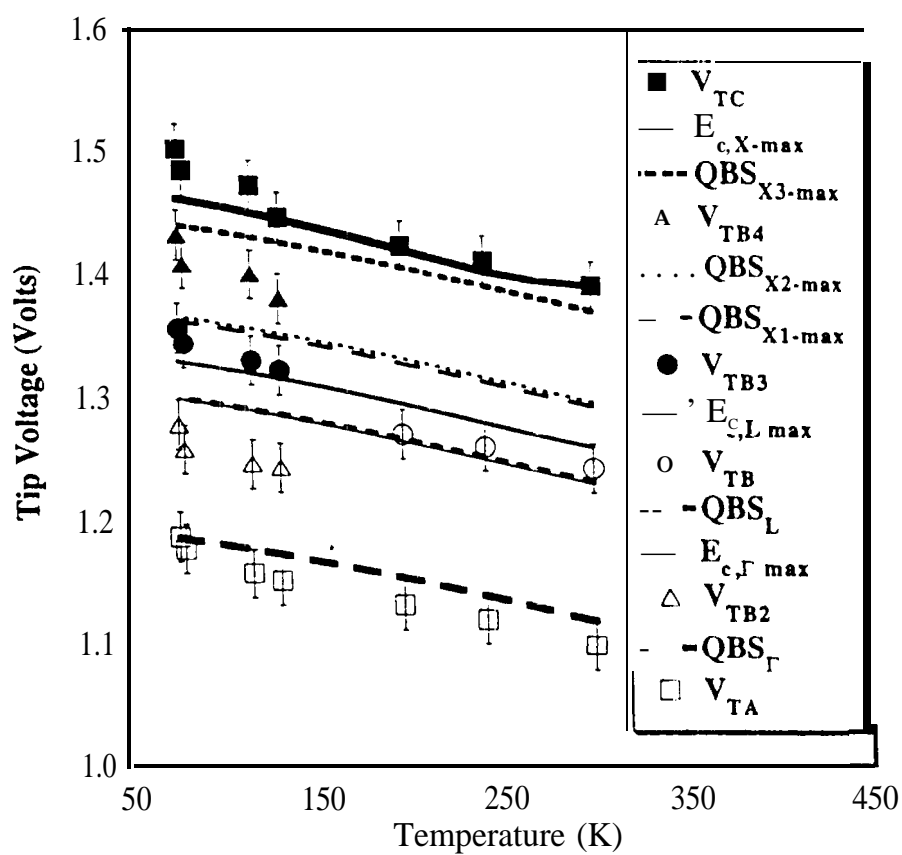 1.6
1.5
1.4
1.3
1.2
1.1
1.0
Tip Voltage (Volts)
50 150 250 350 450
Temperature (K)
V_TC
E_c,X-max
QBS_X3-max
A V_TB4
QBS_X2-max
QBS_X1-max
V_TB3
' E_c,L max
O V_TB
QBS_L
E_c,Γ max
V_TB2
QBS_Γ
V_TA